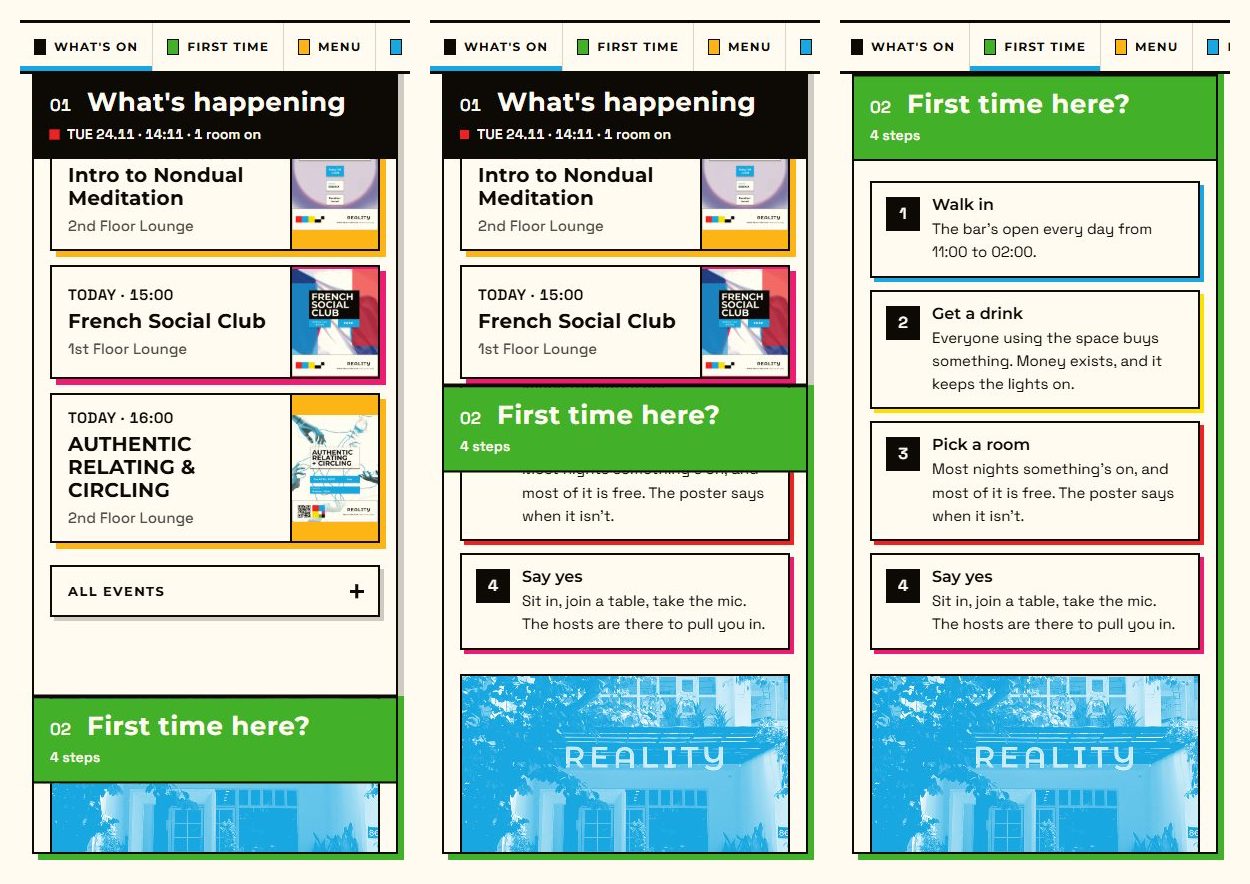 WHAT'S ON
FIRST TIME
MENU
01 What's happening
TUE 24.11 · 14:11 · 1 room on
Intro to Nondual
Meditation
2nd Floor Lounge
REALITY
TODAY · 15:00
French Social Club
1st Floor Lounge
FRENCH
SOCIAL
CLUB
REALITY
TODAY · 16:00
AUTHENTIC
RELATING &
CIRCLING
2nd Floor Lounge
AUTHENTIC
RELATING
+ CIRCLING
REALITY
ALL EVENTS +
02 First time here?
4 steps
WHAT'S ON
FIRST TIME
MENU
01 What's happening
TUE 24.11 · 14:11 · 1 room on
Intro to Nondual
Meditation
2nd Floor Lounge
REALITY
TODAY · 15:00
French Social Club
1st Floor Lounge
FRENCH
SOCIAL
CLUB
REALITY
02 First time here?
4 steps
Most nights something's on, and
most of it is free. The poster says
when it isn't.
4 Say yes
Sit in, join a table, take the mic.
The hosts are there to pull you in.
REALITY
WHAT'S ON
FIRST TIME
MENU
02 First time here?
4 steps
1 Walk in
The bar's open every day from
11:00 to 02:00.
2 Get a drink
Everyone using the space buys
something. Money exists, and it
keeps the lights on.
3 Pick a room
Most nights something's on, and
most of it is free. The poster says
when it isn't.
4 Say yes
Sit in, join a table, take the mic.
The hosts are there to pull you in.
REALITY